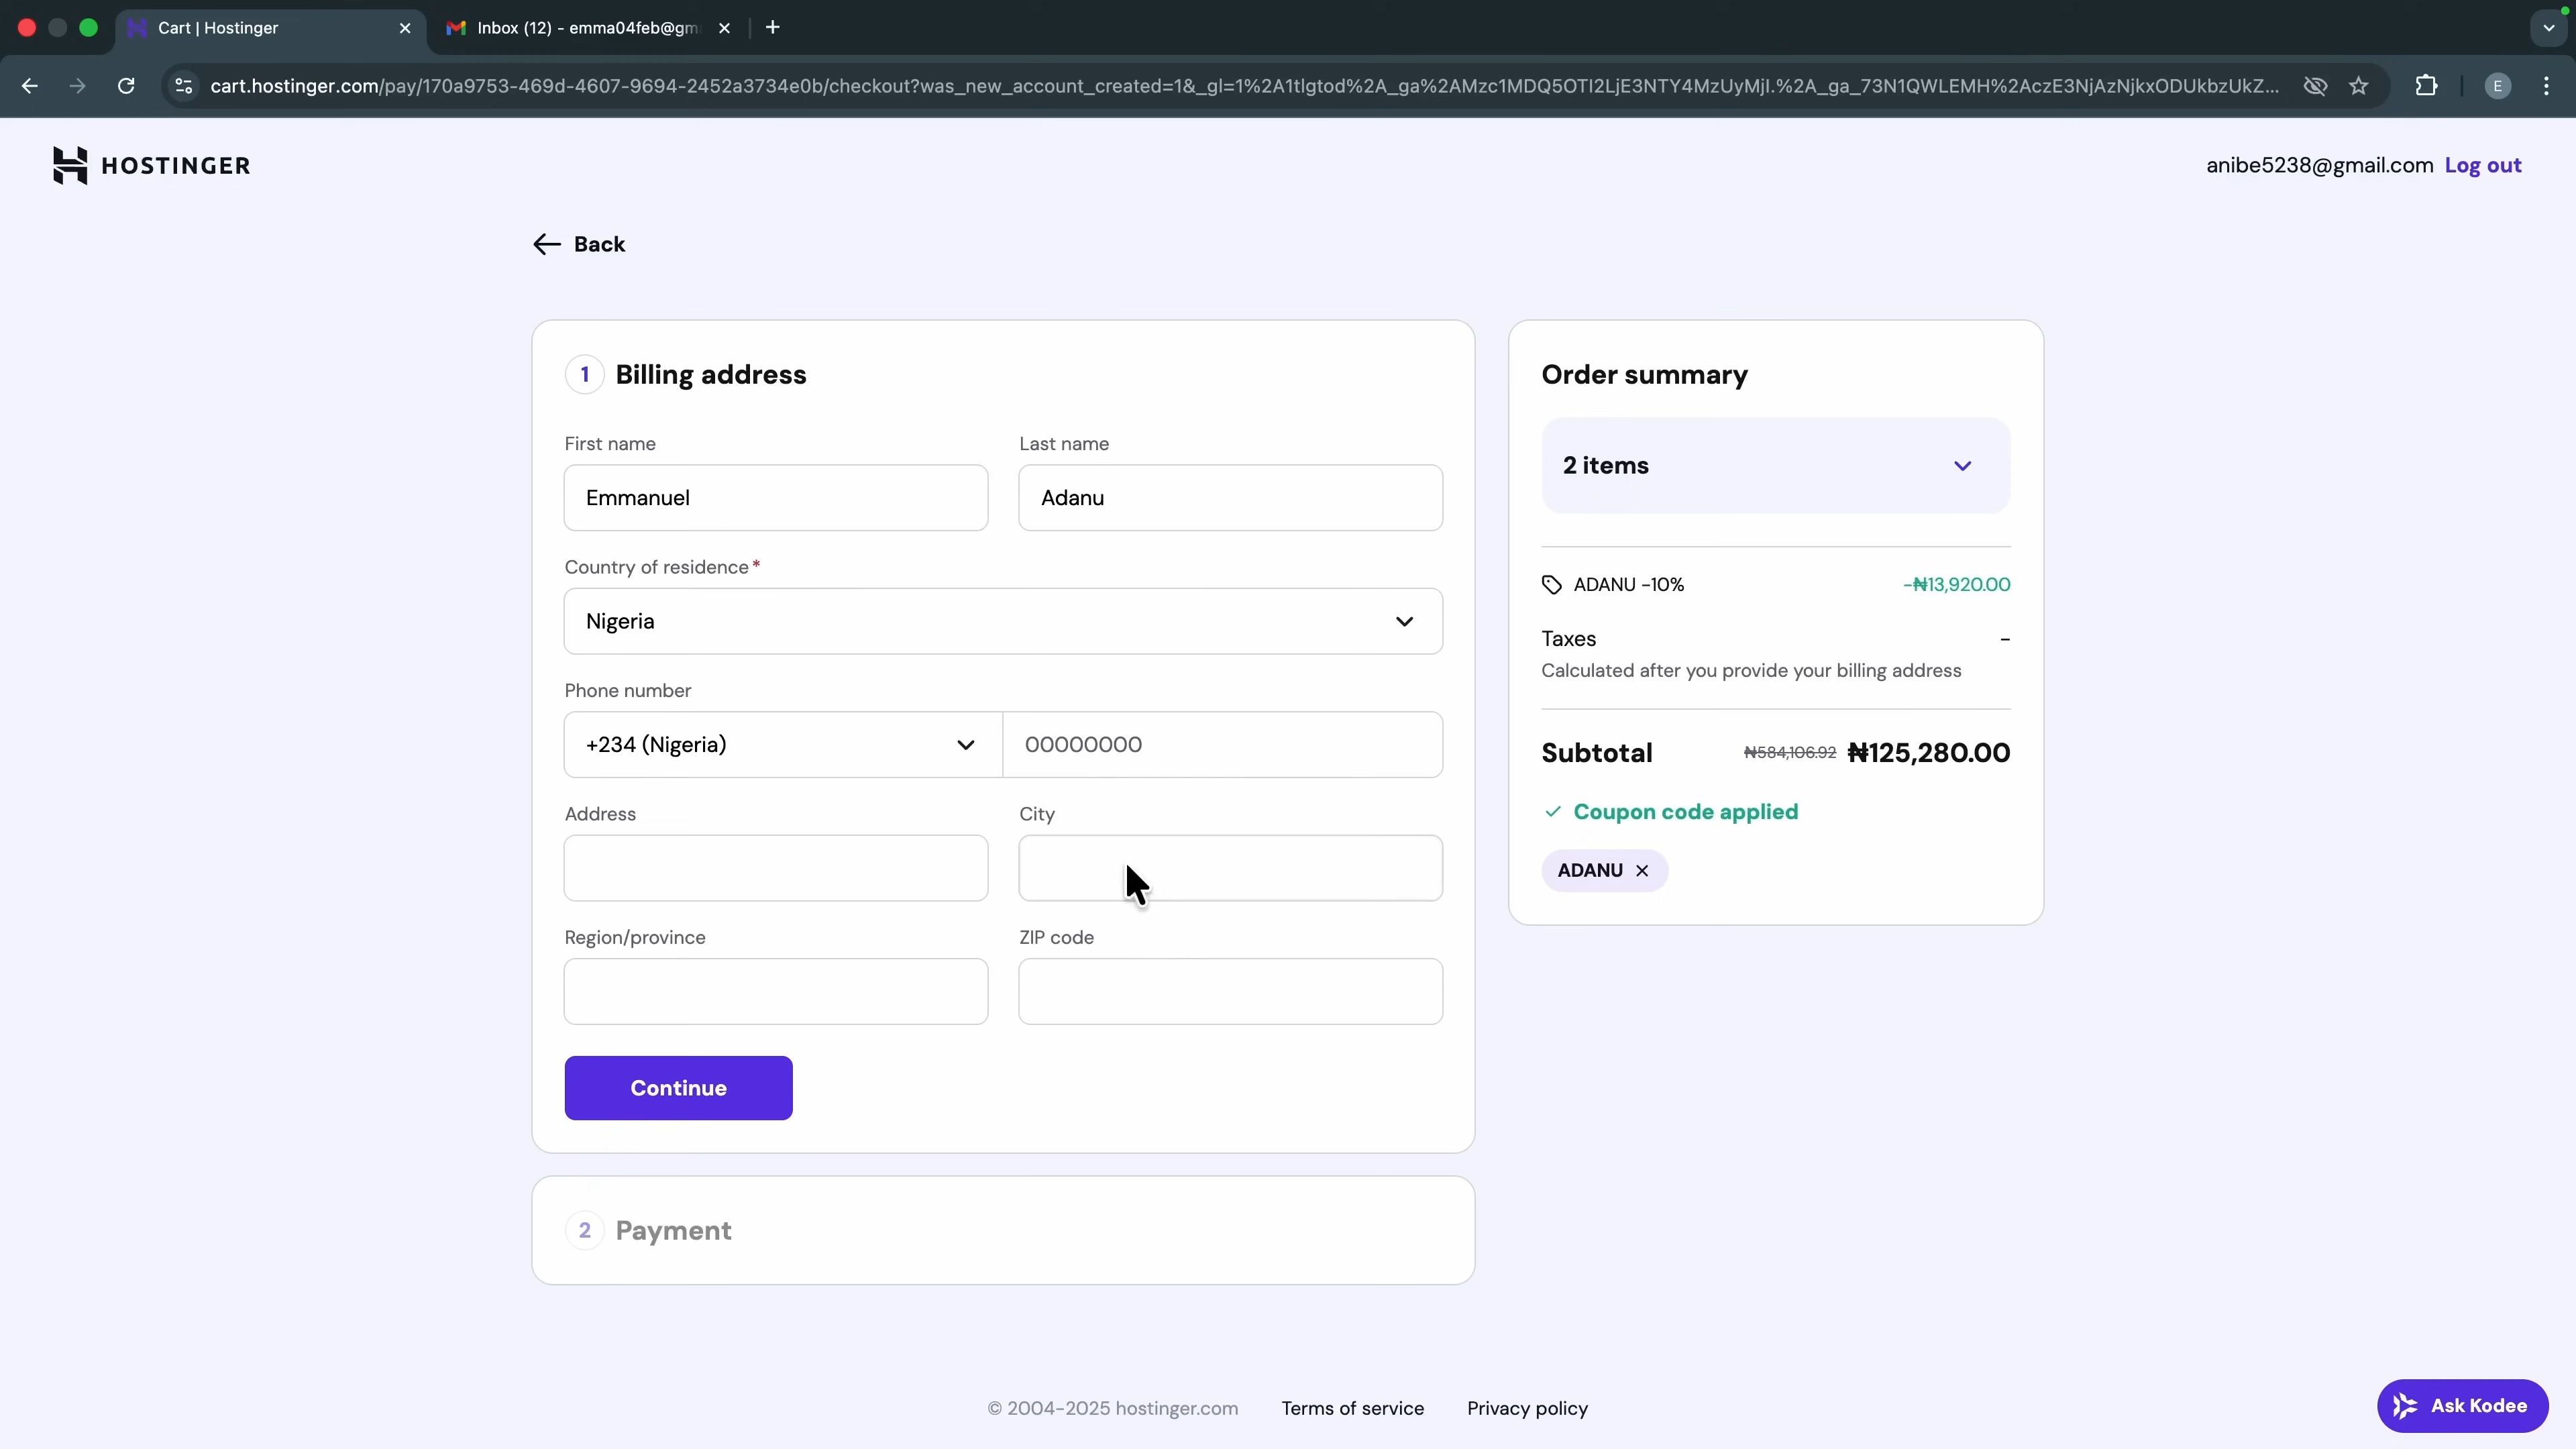 Cart | Hostinger
Inbox (12) - emma04feb@gm
cart.hostinger.com/pay/170a9753-469d-4607-9694-2452a3734e0b/checkout?was_new_account_created=1&_gl=1%2A1tlgtod%2A_ga%2AMzc1MDQ5OTI2LjE3NTY4MzUyMjI.%2A_ga_73N1QWLEMH%2AczE3NjAzNjkxODUkbzUkZ...
E
HOSTINGER
anibe5238@gmail.com Log out
Back
1 Billing address
First name
Last name
Emmanuel
Adanu
Country of residence*
Nigeria
Phone number
+234 (Nigeria)
00000000
Address
City
Region/province
ZIP code
Continue
2 Payment
Order summary
2 items
ADANU -10% -₦13,920.00
Taxes -
Calculated after you provide your billing address
Subtotal ₦584,106.92 ₦125,280.00
Coupon code applied
ADANU
© 2004-2025 hostinger.com
Terms of service
Privacy policy
Ask Kodee